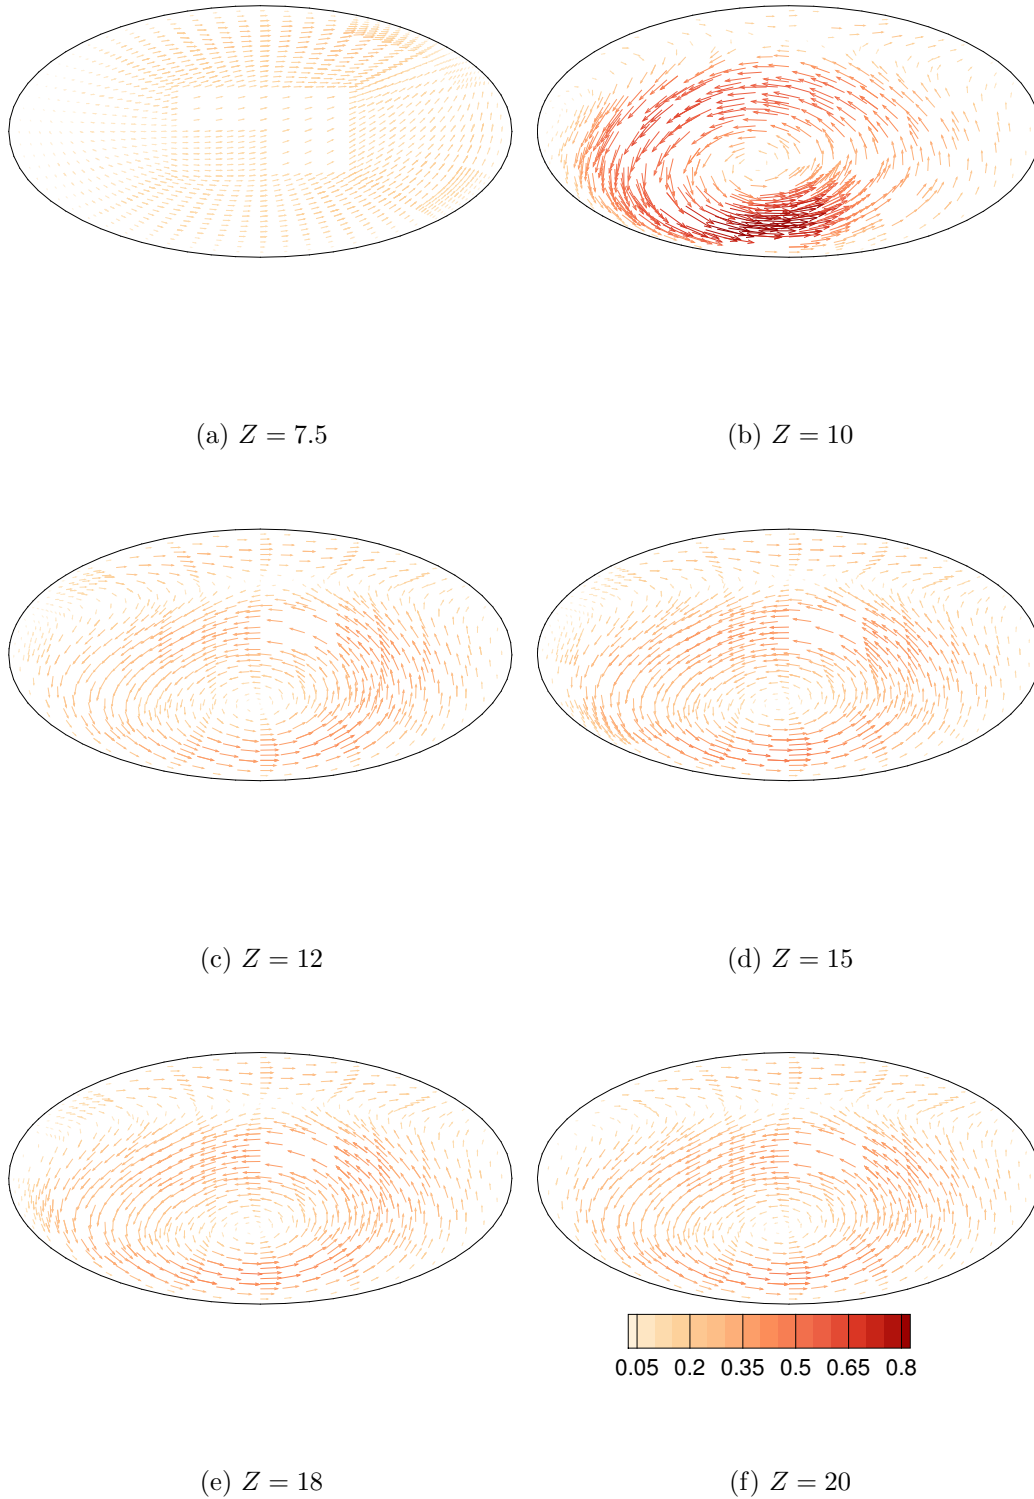 (a) Z = 7.5
(b) Z = 10
(c) Z = 12
(d) Z = 15
0.05 0.2 0.35 0.5 0.65 0.8
(e) Z = 18
(f) Z = 20